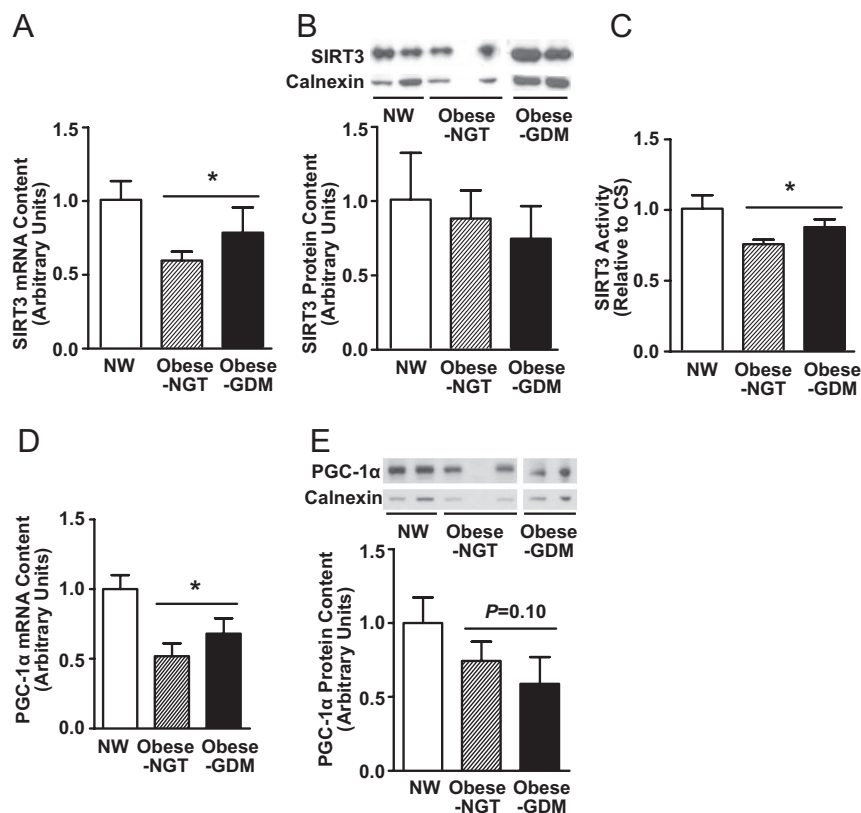 A
SIRT3 mRNA Content
(Arbitrary Units)
1.5
1.0
0.5
0.0
*
NW
Obese
-NGT
Obese
-GDM
B
SIRT3
Calnexin
NW
Obese
-NGT
Obese
-GDM
SIRT3 Protein Content
(Arbitrary Units)
1.5
1.0
0.5
0.0
NW
Obese
-NGT
Obese
-GDM
C
SIRT3 Activity
(Relative to CS)
1.5
1.0
0.5
0.0
*
NW
Obese
-NGT
Obese
-GDM
D
PGC-1α mRNA Content
(Arbitrary Units)
1.5
1.0
0.5
0.0
*
NW
Obese
-NGT
Obese
-GDM
E
PGC-1α
Calnexin
NW
Obese
-NGT
Obese
-GDM
PGC-1α Protein Content
(Arbitrary Units)
1.5
1.0
0.5
0.0
P=0.10
NW
Obese
-NGT
Obese
-GDM